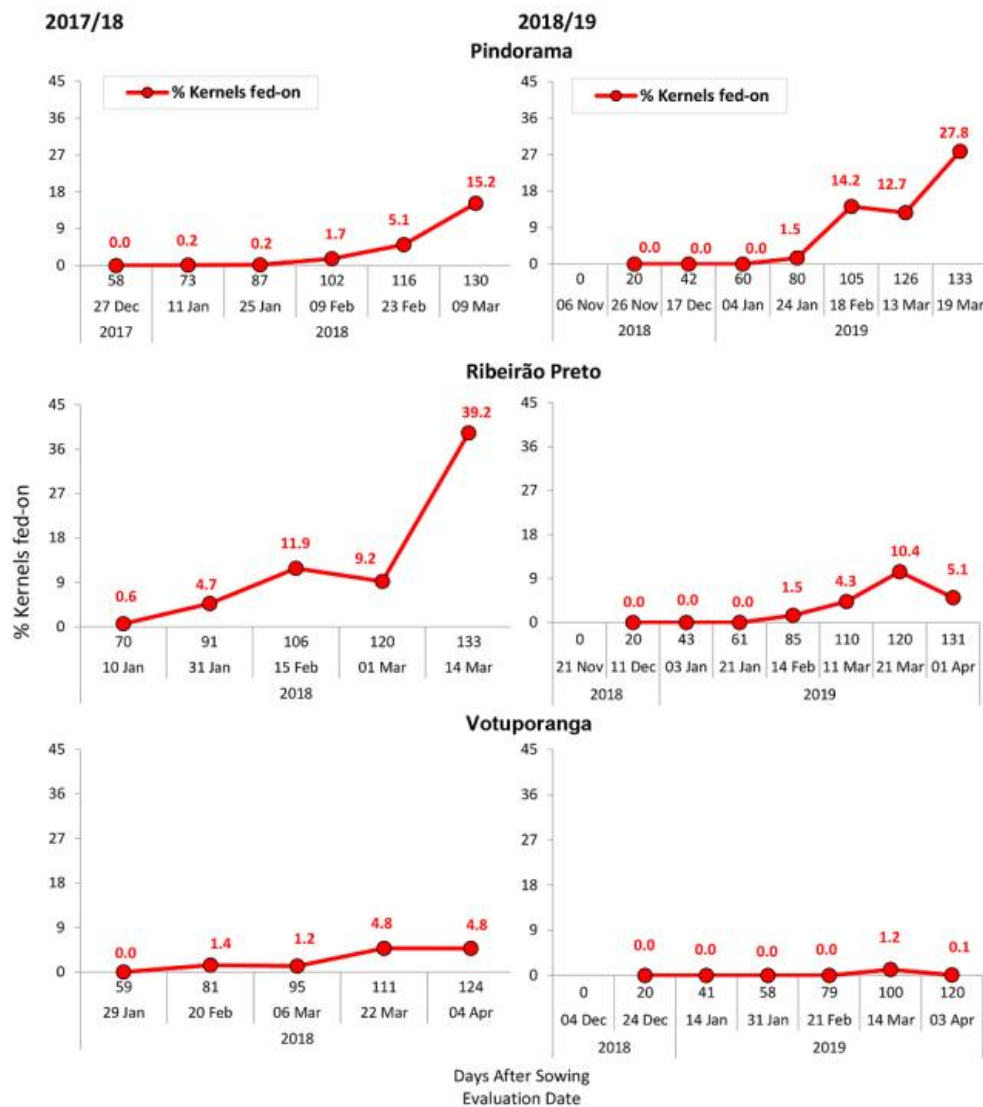 2017/18 2018/19
Pindorama
45 % Kernels fed-on 45 % Kernels fed-on
36 36
27 27 27.8
18 15.2 18 14.2 12.7
9 0.0 0.2 0.2 1.7 5.1 9 0.0 0.0 0.0 1.5
0 0
58 73 87 102 116 130 0 20 42 60 80 105 126 133
27 Dec 11 Jan 25 Jan 09 Feb 23 Feb 09 Mar 06 Nov 26 Nov 17 Dec 04 Jan 24 Jan 18 Feb 13 Mar 19 Mar
2017 2018 2018 2019
Ribeirão Preto
% Kernels fed-on
45 39.2 45
36 36
27 27
18 11.9 18
9 0.6 4.7 9.2 9 0.0 0.0 0.0 1.5 4.3 10.4 5.1
0 0
70 91 106 120 133 0 20 43 61 85 110 120 131
10 Jan 31 Jan 15 Feb 01 Mar 14 Mar 21 Nov 11 Dec 03 Jan 21 Jan 14 Feb 11 Mar 21 Mar 01 Apr
2018 2018 2019
Votuporanga
45 45
36 36
27 27
18 18
9 0.0 1.4 1.2 4.8 4.8 9 0.0 0.0 0.0 0.0 1.2 0.1
0 0
59 81 95 111 124 0 20 41 58 79 100 120
29 Jan 20 Feb 06 Mar 22 Mar 04 Apr 04 Dec 24 Dec 14 Jan 31 Jan 21 Feb 14 Mar 03 Apr
2018 2018 2019
Days After Sowing
Evaluation Date